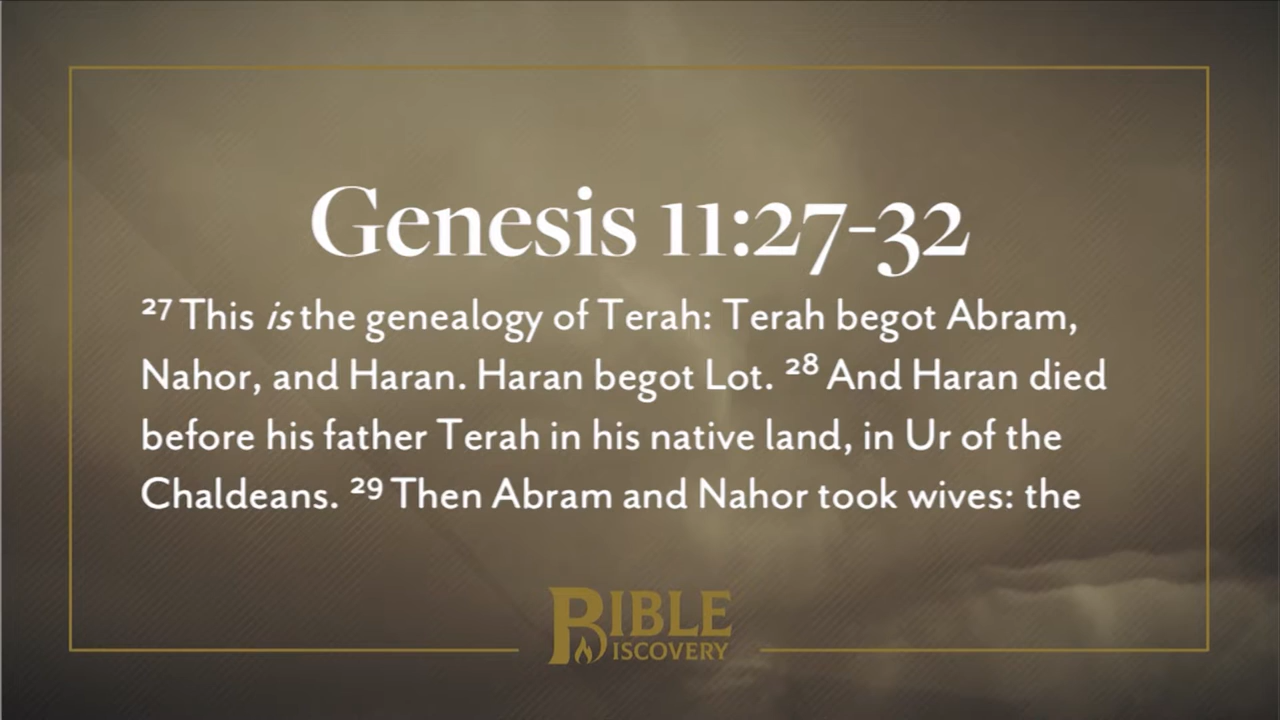 Genesis 11:27-32
27 This is the genealogy of Terah: Terah begot Abram,
Nahor, and Haran. Haran begot Lot. 28 And Haran died
before his father Terah in his native land, in Ur of the
Chaldeans. 29 Then Abram and Nahor took wives: the
BIBLE
DISCOVERY